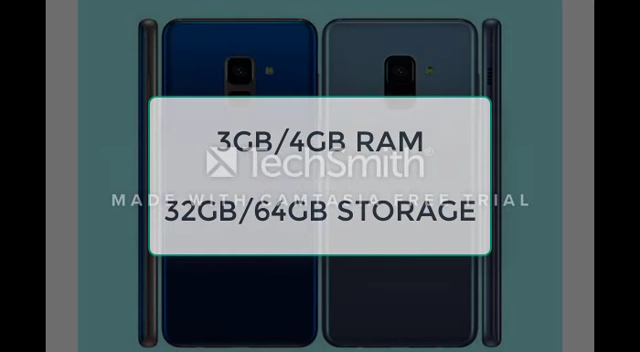 3GB/4GB RAM
TechSmith
MADE WITH CAMTASIA FREE TRIAL
32GB/64GB STORAGE